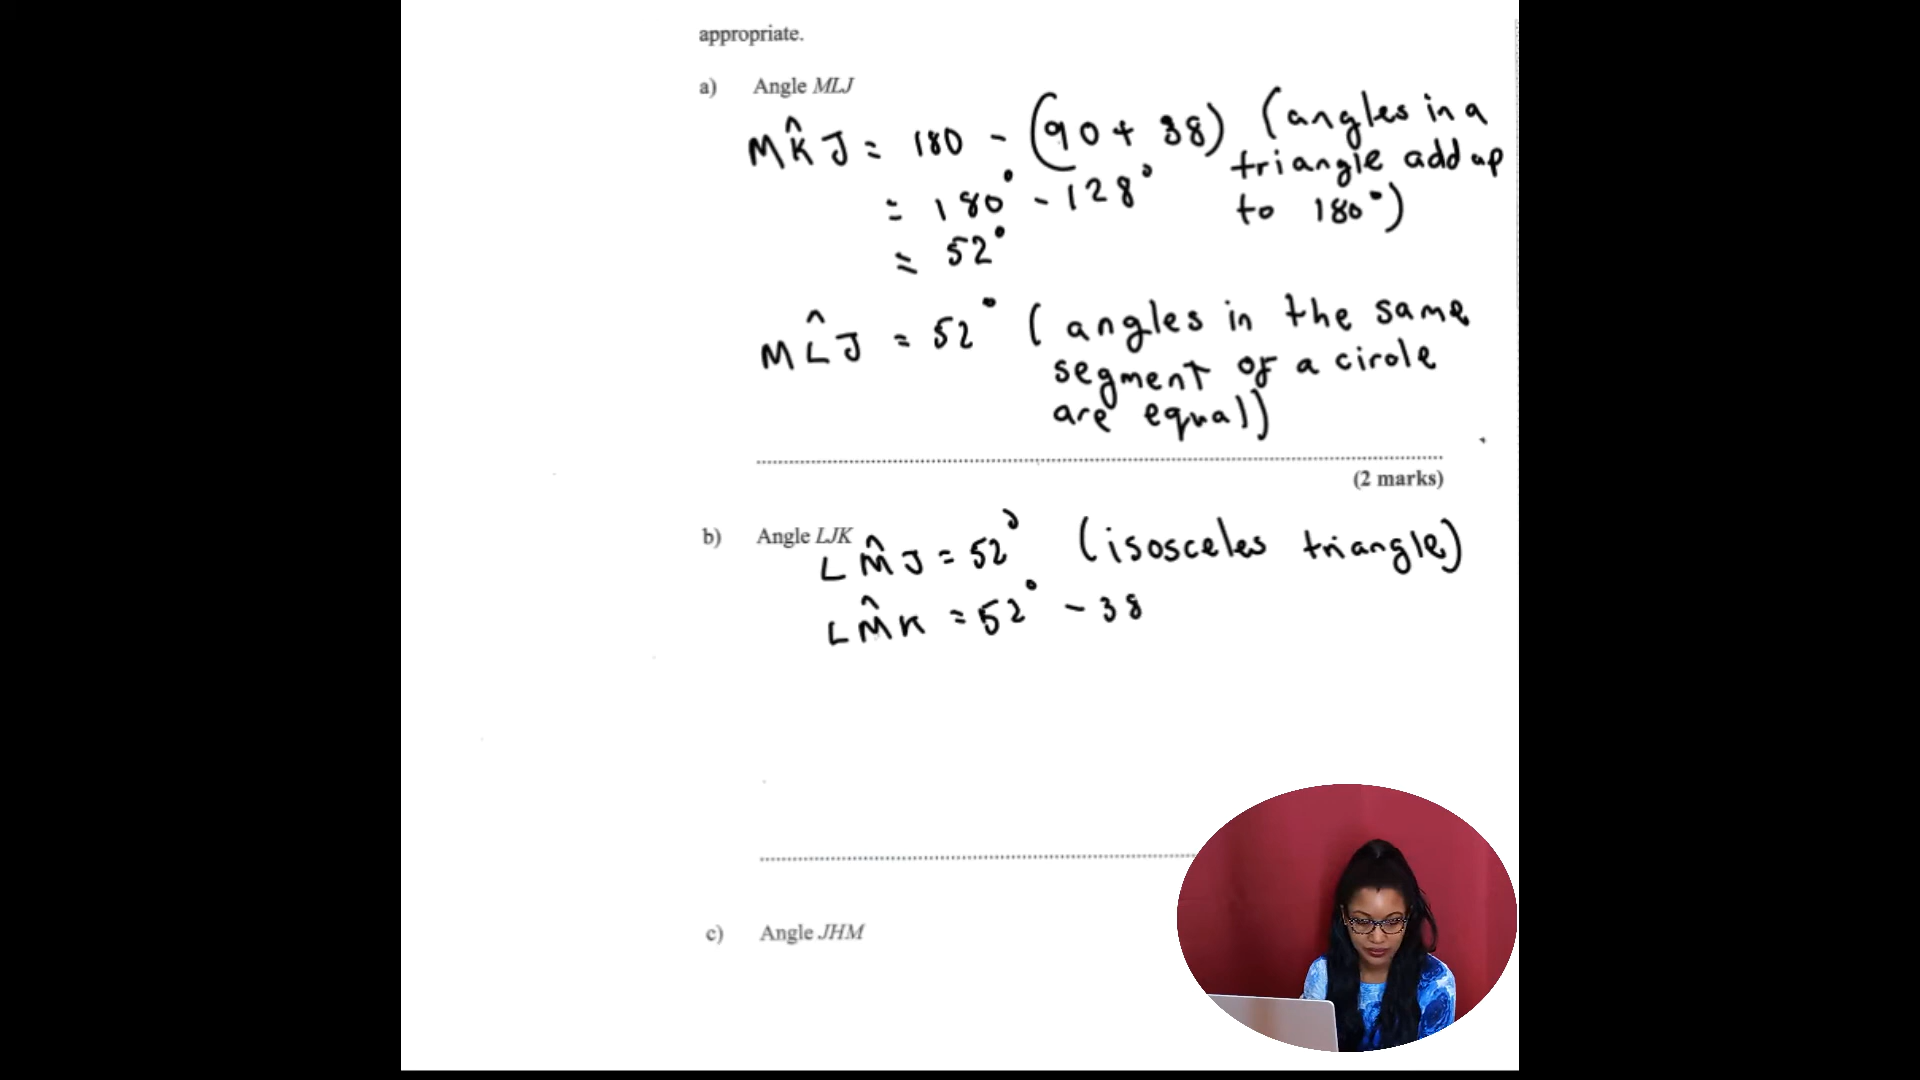 appropriate.
a) Angle MLJ
MK̂J = 180 - (90 + 38) (angles in a
triangle add up
= 180° - 128°
to 180°)
= 52°
ML̂J = 52° (angles in the same
segment of a circle
are equal)
(2 marks)
b) Angle LJK
LM̂J = 52° (isosceles triangle)
LM̂K = 52° - 38
c) Angle JHM